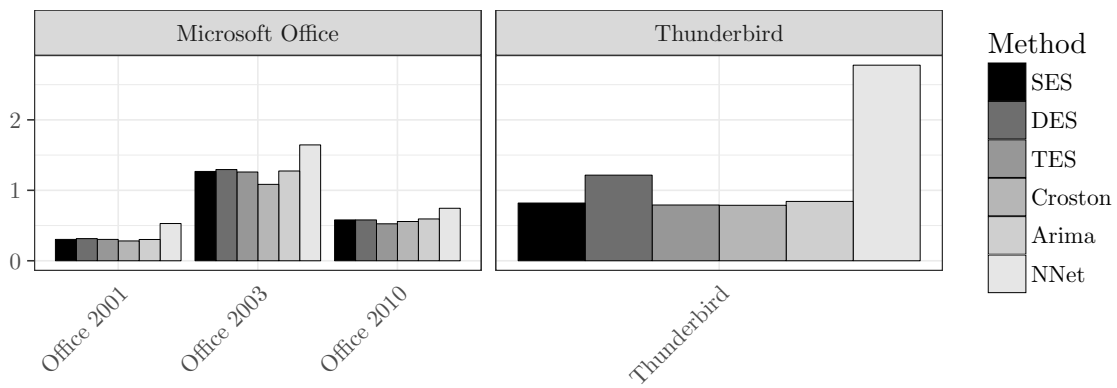 Microsoft Office
Thunderbird
2
1
0
Office 2001
Office 2003
Office 2010
Thunderbird
Method
SES
DES
TES
Croston
Arima
NNet